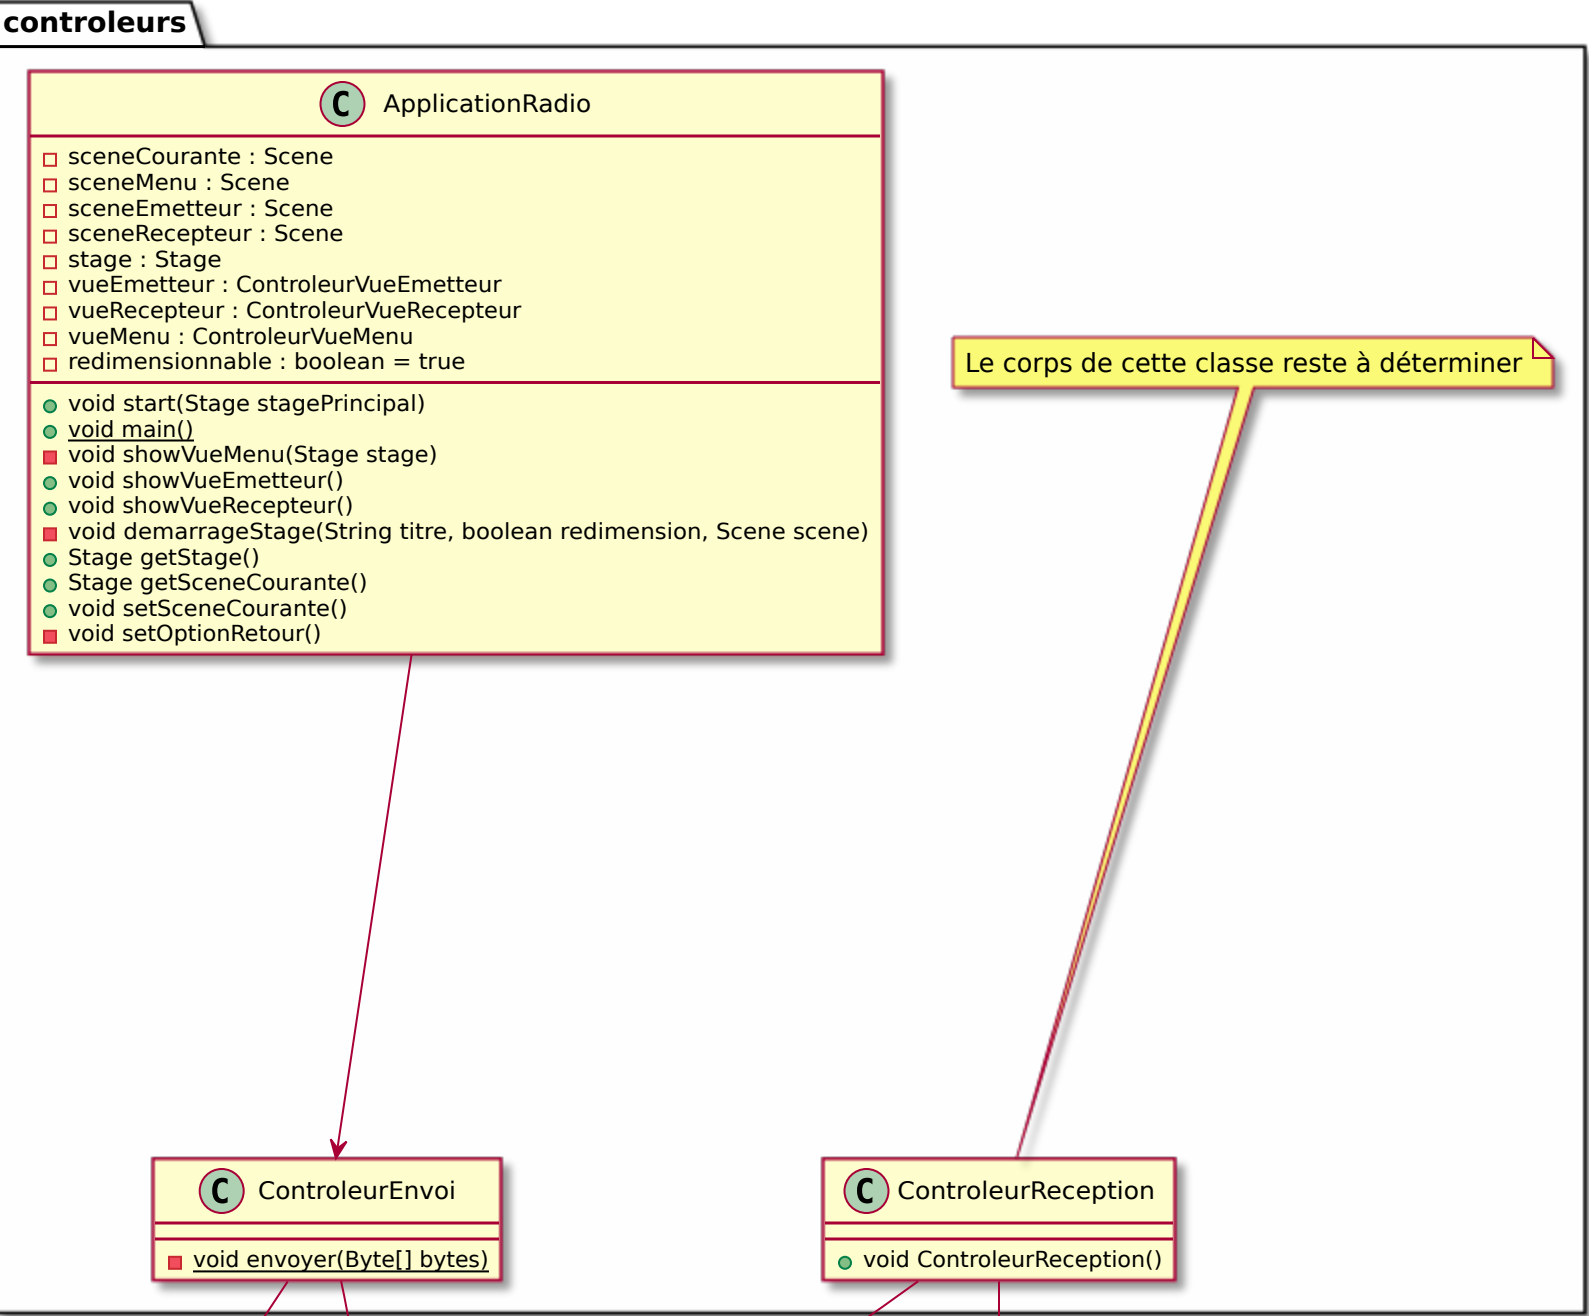 controleurs
C ApplicationRadio
sceneCourante : Scene
sceneMenu : Scene
sceneEmetteur : Scene
sceneRecepteur : Scene
stage : Stage
vueEmetteur : ControleurVueEmetteur
vueRecepteur : ControleurVueRecepteur
vueMenu : ControleurVueMenu
redimensionnable : boolean = true
void start(Stage stagePrincipal)
void main()
void showVueMenu(Stage stage)
void showVueEmetteur()
void showVueRecepteur()
void demarrageStage(String titre, boolean redimension, Scene scene)
Stage getStage()
Stage getSceneCourante()
void setSceneCourante()
void setOptionRetour()
Le corps de cette classe reste à déterminer
C ControleurEnvoi
void envoyer(Byte[] bytes)
C ControleurReception
void ControleurReception()